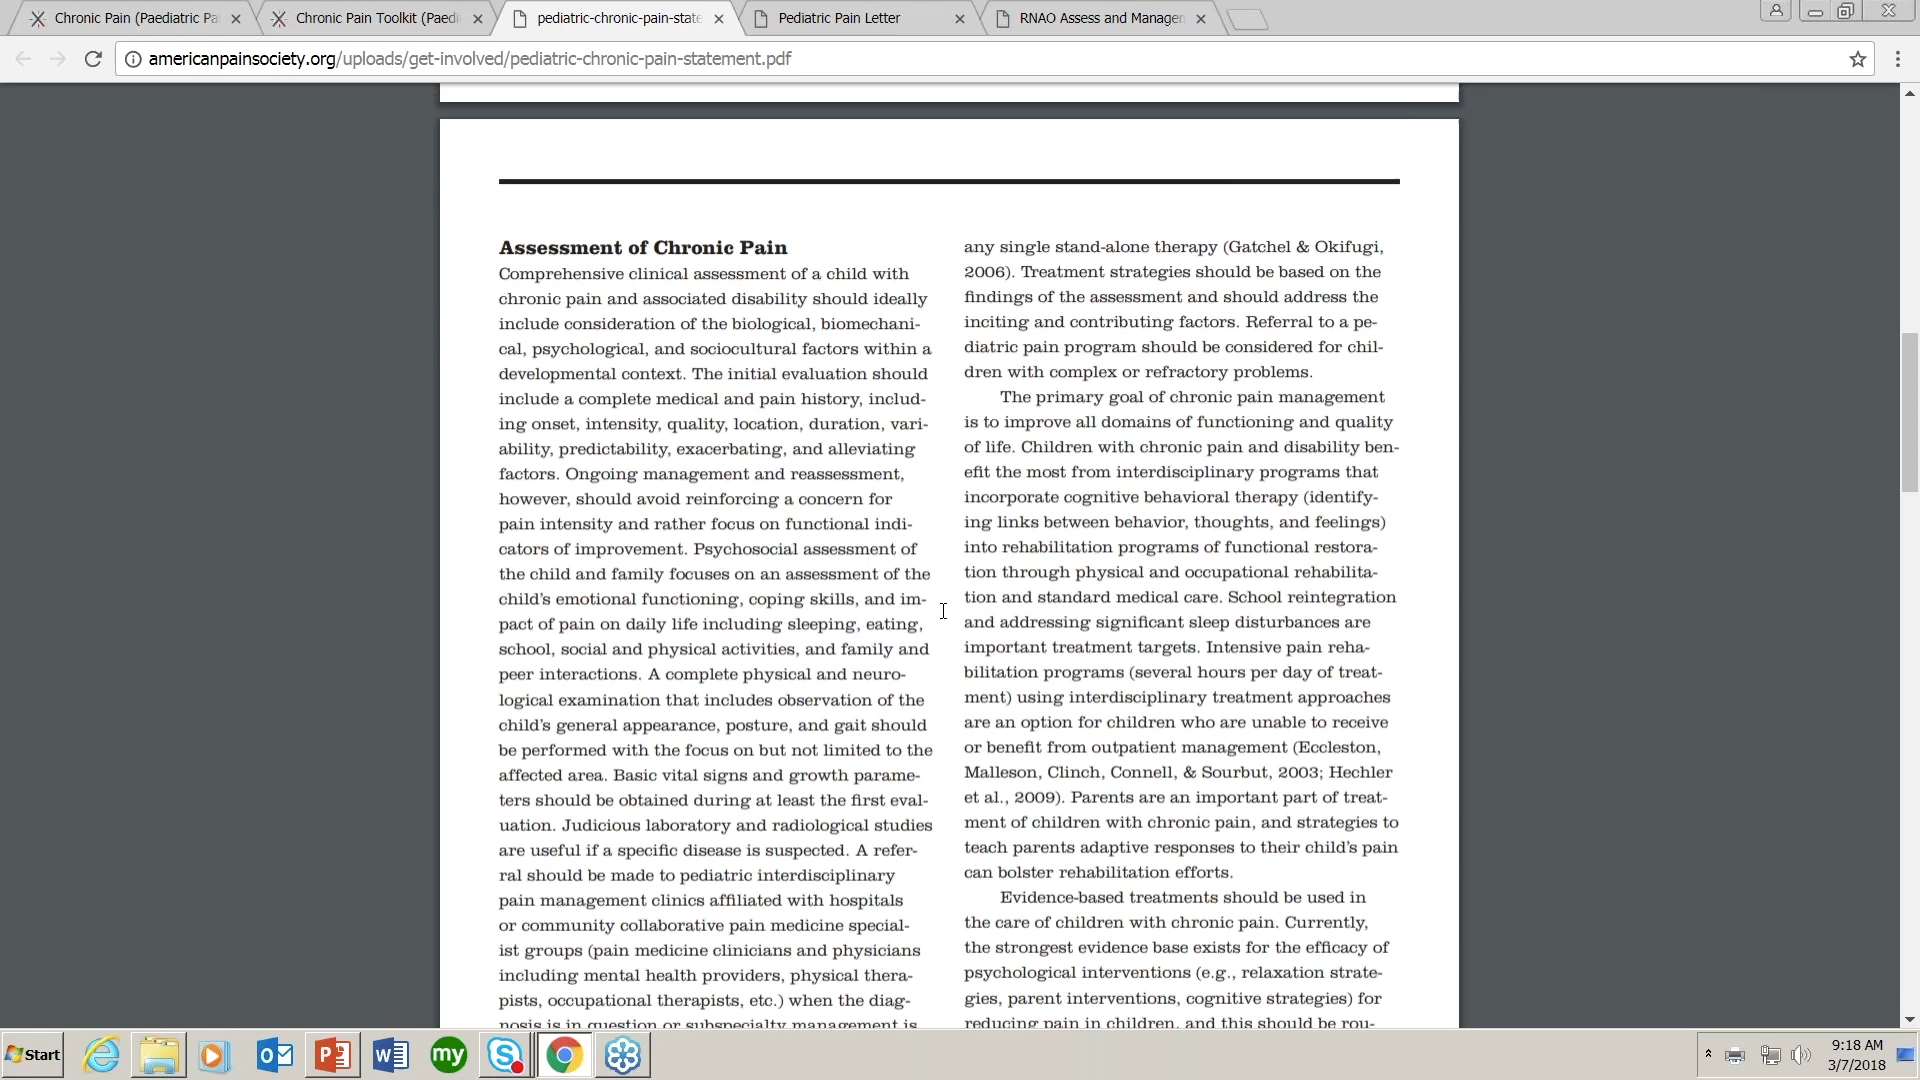 Chronic Pain (Paediatric Pa
Chronic Pain Toolkit (Paedi
pediatric-chronic-pain-state
Pediatric Pain Letter
RNAO Assess and Manager
americanpainsociety.org/uploads/get-involved/pediatric-chronic-pain-statement.pdf
Assessment of Chronic Pain
Comprehensive clinical assessment of a child with
chronic pain and associated disability should ideally
include consideration of the biological, biomechani-
cal, psychological, and sociocultural factors within a
developmental context. The initial evaluation should
include a complete medical and pain history, includ-
ing onset, intensity, quality, location, duration, vari-
ability, predictability, exacerbating, and alleviating
factors. Ongoing management and reassessment,
however, should avoid reinforcing a concern for
pain intensity and rather focus on functional indi-
cators of improvement. Psychosocial assessment of
the child and family focuses on an assessment of the
child's emotional functioning, coping skills, and im-
pact of pain on daily life including sleeping, eating,
school, social and physical activities, and family and
peer interactions. A complete physical and neuro-
logical examination that includes observation of the
child's general appearance, posture, and gait should
be performed with the focus on but not limited to the
affected area. Basic vital signs and growth parame-
ters should be obtained during at least the first eval-
uation. Judicious laboratory and radiological studies
are useful if a specific disease is suspected. A refer-
ral should be made to pediatric interdisciplinary
pain management clinics affiliated with hospitals
or community collaborative pain medicine special-
ist groups (pain medicine clinicians and physicians
including mental health providers, physical thera-
pists, occupational therapists, etc.) when the diag-
nosis is in question or subspecialty management is
any single stand-alone therapy (Gatchel & Okifugi,
2006). Treatment strategies should be based on the
findings of the assessment and should address the
inciting and contributing factors. Referral to a pe-
diatric pain program should be considered for chil-
dren with complex or refractory problems.
The primary goal of chronic pain management
is to improve all domains of functioning and quality
of life. Children with chronic pain and disability ben-
efit the most from interdisciplinary programs that
incorporate cognitive behavioral therapy (identify-
ing links between behavior, thoughts, and feelings)
into rehabilitation programs of functional restora-
tion through physical and occupational rehabilita-
tion and standard medical care. School reintegration
and addressing significant sleep disturbances are
important treatment targets. Intensive pain reha-
bilitation programs (several hours per day of treat-
ment) using interdisciplinary treatment approaches
are an option for children who are unable to receive
or benefit from outpatient management (Eccleston,
Malleson, Clinch, Connell, & Sourbut, 2003; Hechler
et al., 2009). Parents are an important part of treat-
ment of children with chronic pain, and strategies to
teach parents adaptive responses to their child's pain
can bolster rehabilitation efforts.
Evidence-based treatments should be used in
the care of children with chronic pain. Currently,
the strongest evidence base exists for the efficacy of
psychological interventions (e.g., relaxation strate-
gies, parent interventions, cognitive strategies) for
reducing pain in children, and this should be rou-
Start
my
9:18 AM
3/7/2018